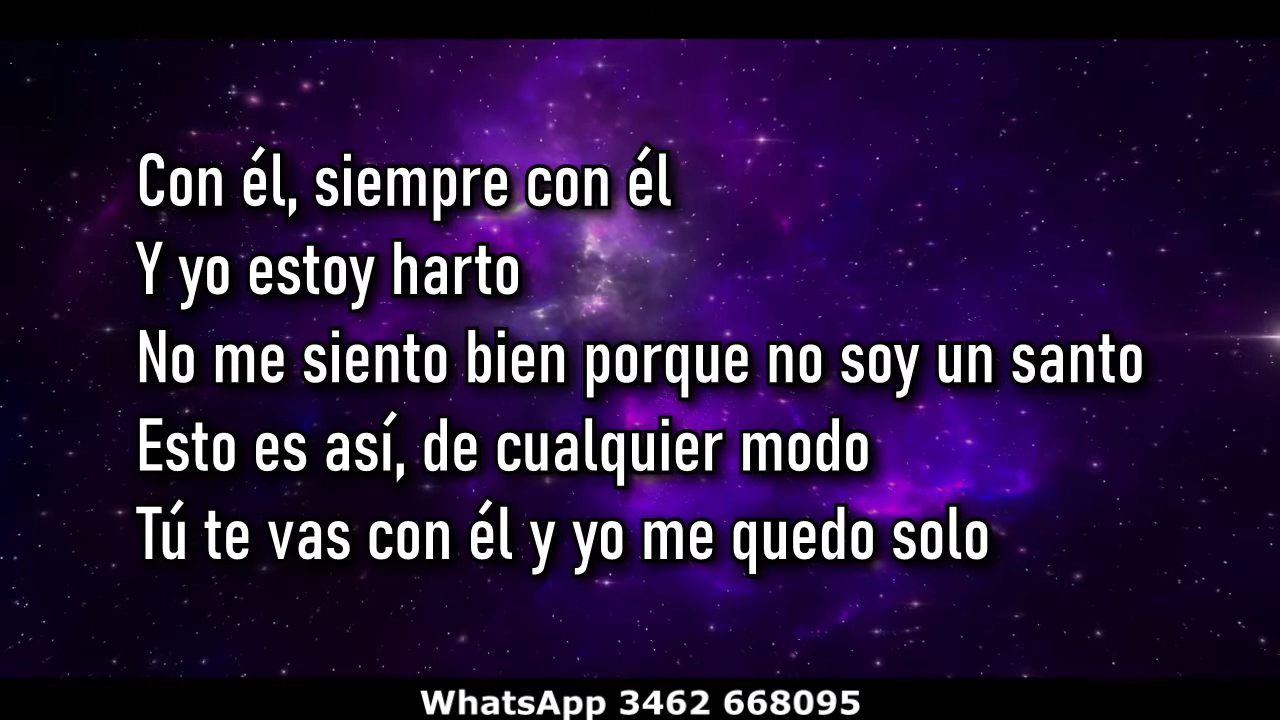 Con él, siempre con él
Y yo estoy harto
No me siento bien porque no soy un santo
Esto es así, de cualquier modo
Tú te vas con él y yo me quedo solo
WhatsApp 3462 668095